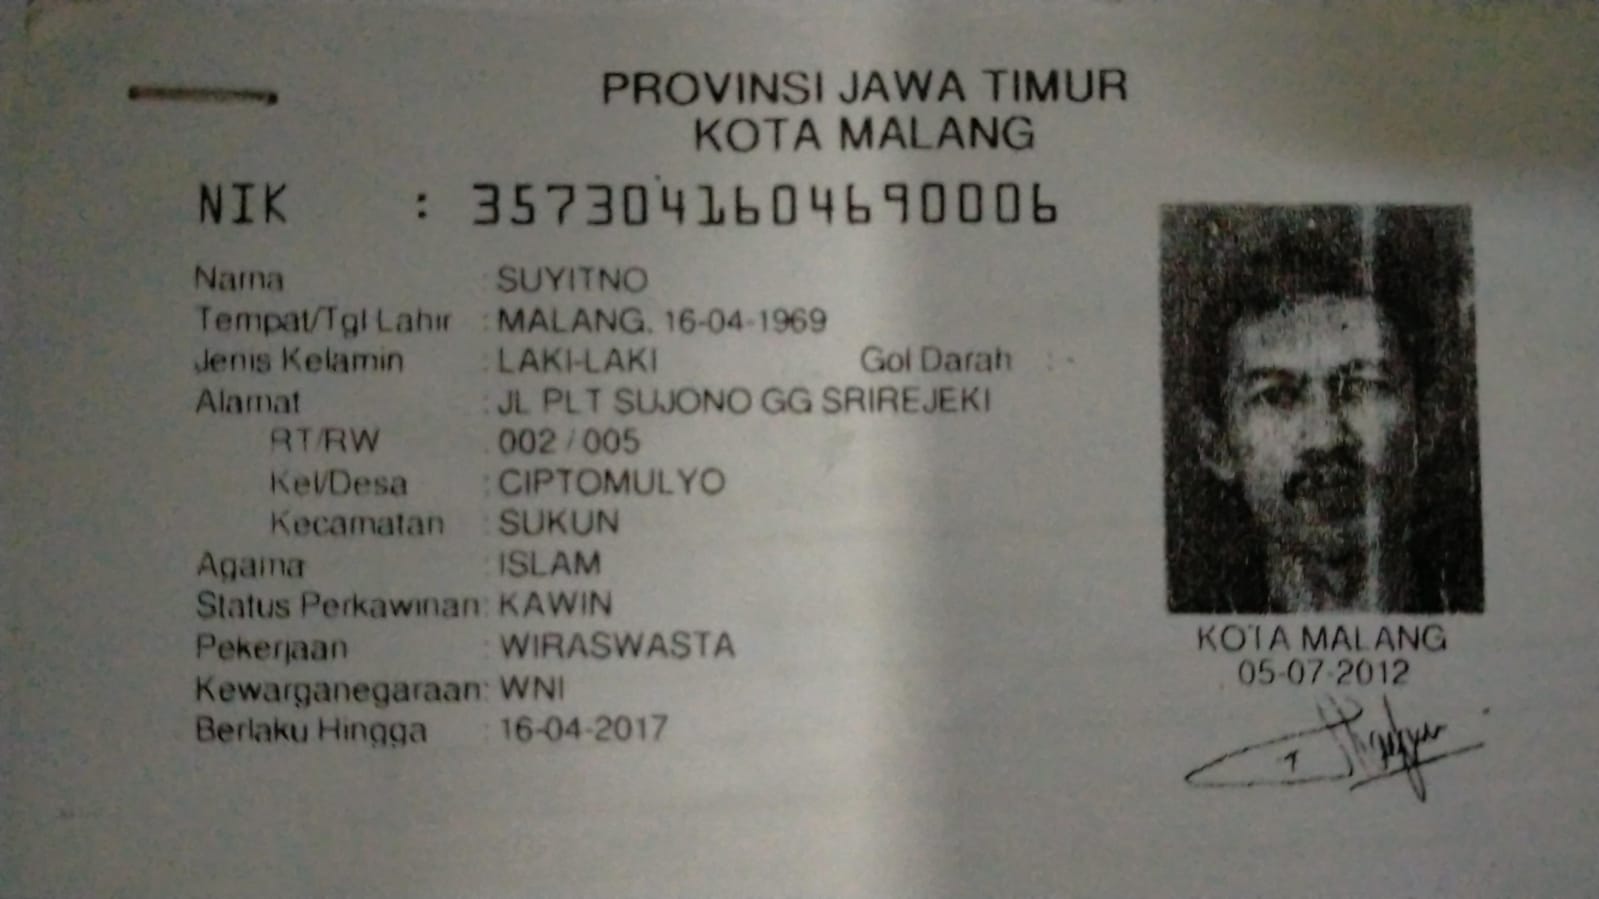 PROVINSI JAWA TIMUR
KOTA MALANG
NIK : 3573041604690006
Nama : SUYITNO
Tempat/Tgl Lahir : MALANG, 16-04-1969
Jenis Kelamin : LAKI-LAKI Gol Darah : -
Alamat : JL PLT SUJONO GG SRIREJEKI
RT/RW : 002 / 005
Kel/Desa : CIPTOMULYO
Kecamatan : SUKUN
Agama : ISLAM
Status Perkawinan: KAWIN
Pekerjaan : WIRASWASTA
Kewarganegaraan: WNI
Berlaku Hingga : 16-04-2017
KOTA MALANG
05-07-2012